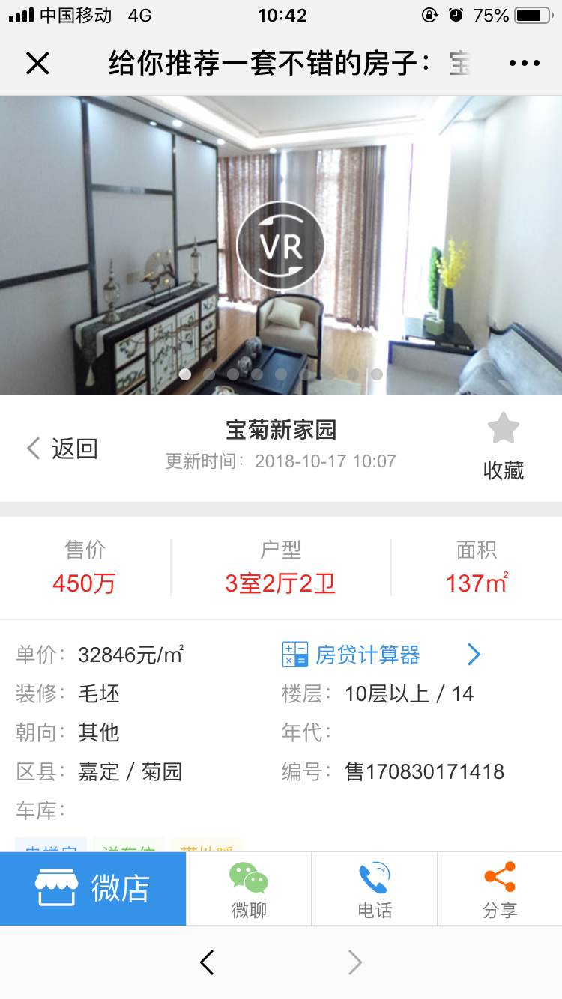 中国移动 4G 10:42 75%
给你推荐一套不错的房子：宝
VR
返回
宝菊新家园
更新时间：2018-10-17 10:07
收藏
售价 户型 面积
450万 3室2厅2卫 137㎡
单价：32846元/㎡ 房贷计算器
装修：毛坯 楼层：10层以上 / 14
朝向：其他 年代：
区县：嘉定 / 菊园 编号：售170830171418
车库：
微店 微聊 电话 分享